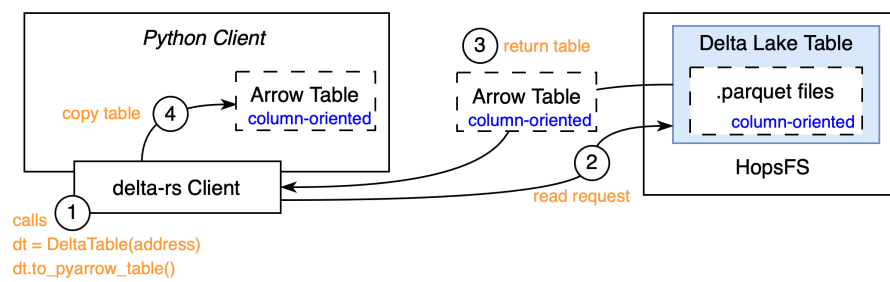 Python Client
3
return table
Delta Lake Table
copy table
4
Arrow Table
column-oriented
Arrow Table
column-oriented
.parquet files
column-oriented
2
HopsFS
delta-rs Client
read request
1
calls
dt = DeltaTable(address)
dt.to_pyarrow_table()